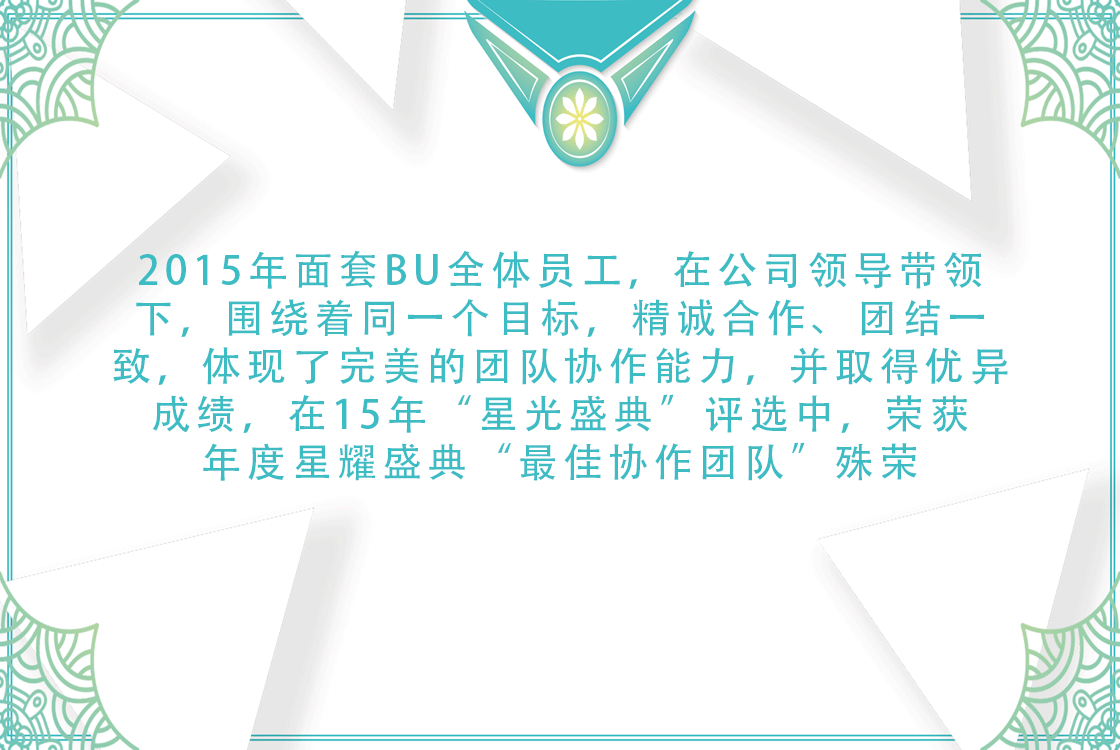 2015年面套BU全体员工，在公司领导带领
下，围绕着同一个目标，精诚合作、团结一
致，体现了完美的团队协作能力，并取得优异
成绩，在15年“星光盛典”评选中，荣获
年度星耀盛典“最佳协作团队”殊荣